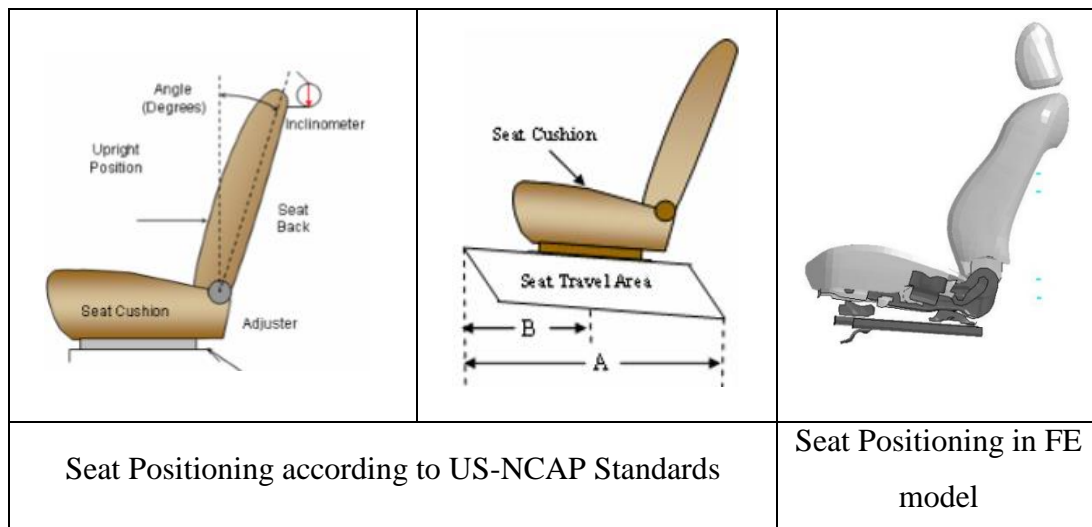 Angle
(Degrees)
Inclinometer
Upright
Position
Seat
Back
Seat Cushion
Adjuster
Seat Cushion
Seat Travel Area
B
A
Seat Positioning according to US-NCAP Standards
Seat Positioning in FE
model